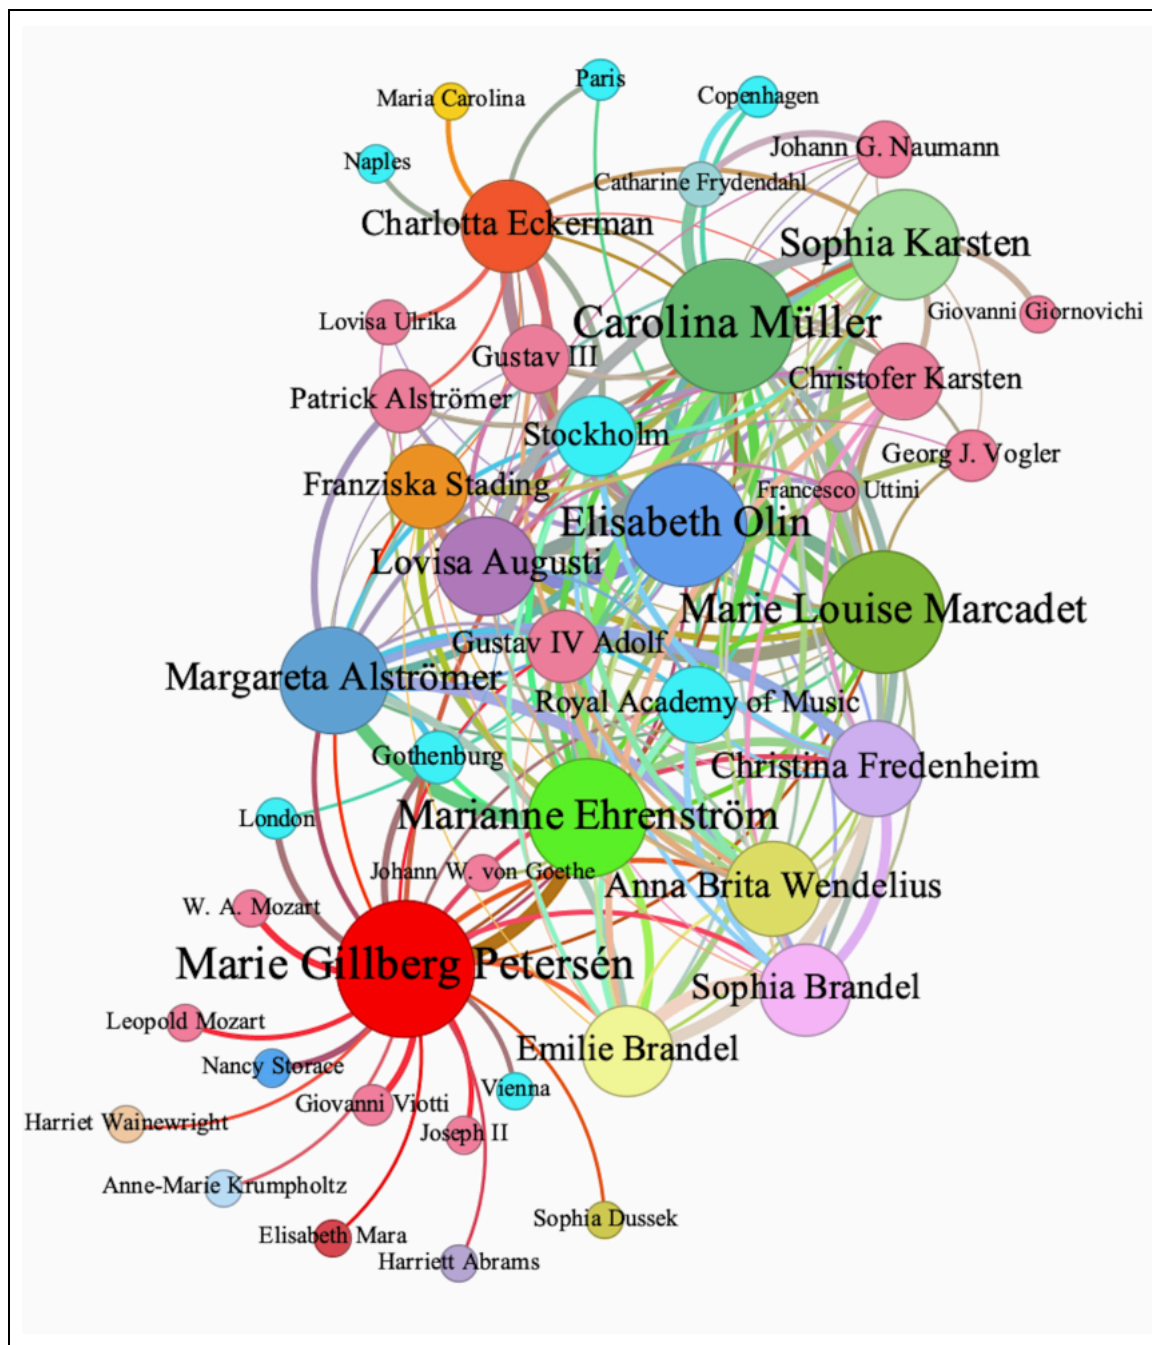 Paris
Maria Carolina
Copenhagen
Johann G. Naumann
Naples
Catharine Frydendahl
Charlotta Eckerman
Sophia Karsten
Giovanni Giornovichi
Lovisa Ulrika
Carolina Müller
Gustav III
Christofer Karsten
Patrick Alströmer
Stockholm
Georg J. Vogler
Franziska Stading
Francesco Uttini
Elisabeth Olin
Lovisa Augusti
Marie Louise Marcadet
Gustav IV Adolf
Margareta Alströmer
Royal Academy of Music
Gothenburg
Christina Fredenheim
London
Marianne Ehrenström
Johann W. von Goethe
Anna Brita Wendelius
W. A. Mozart
Marie Gillberg Petersén
Sophia Brandel
Leopold Mozart
Emilie Brandel
Nancy Storace
Vienna
Giovanni Viotti
Harriet Wainewright
Joseph II
Anne-Marie Krumpholtz
Sophia Dussek
Elisabeth Mara
Harriett Abrams